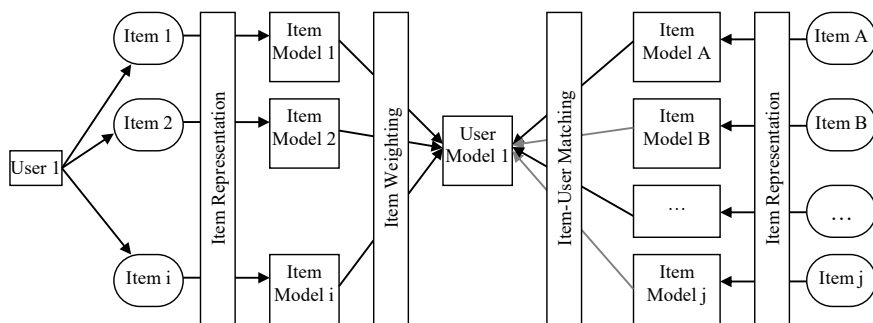 User 1
Item 1
Item 2
Item i
Item Representation
Item
Model 1
Item
Model 2
Item
Model i
Item Weighting
User
Model 1
Item-User Matching
Item
Model A
Item
Model B
...
Item
Model j
Item Representation
Item A
Item B
...
Item j